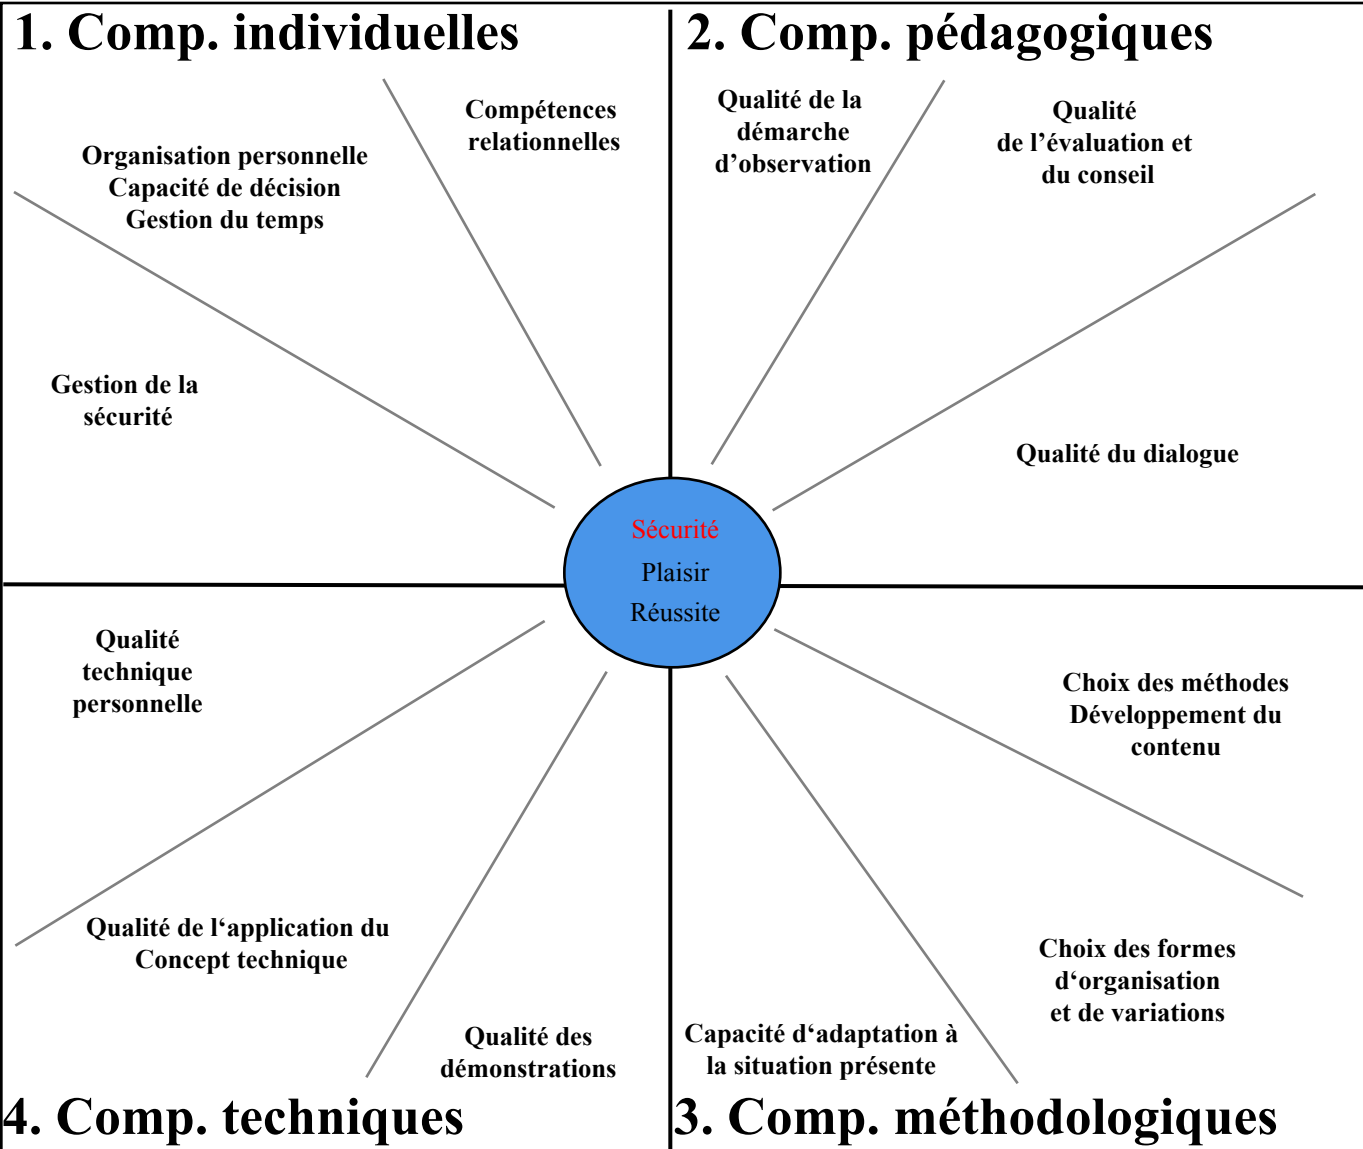 1. Comp. individuelles
Compétences
relationnelles
Organisation personnelle
Capacité de décision
Gestion du temps
Gestion de la
sécurité
2. Comp. pédagogiques
Qualité de la
démarche
d’observation
Qualité
de l’évaluation et
du conseil
Qualité du dialogue
Sécurité
Plaisir
Réussite
Qualité
technique
personnelle
Qualité de l‘application du
Concept technique
Qualité des
démonstrations
4. Comp. techniques
Choix des méthodes
Développement du
contenu
Choix des formes
d‘organisation
et de variations
Capacité d‘adaptation à
la situation présente
3. Comp. méthodologiques